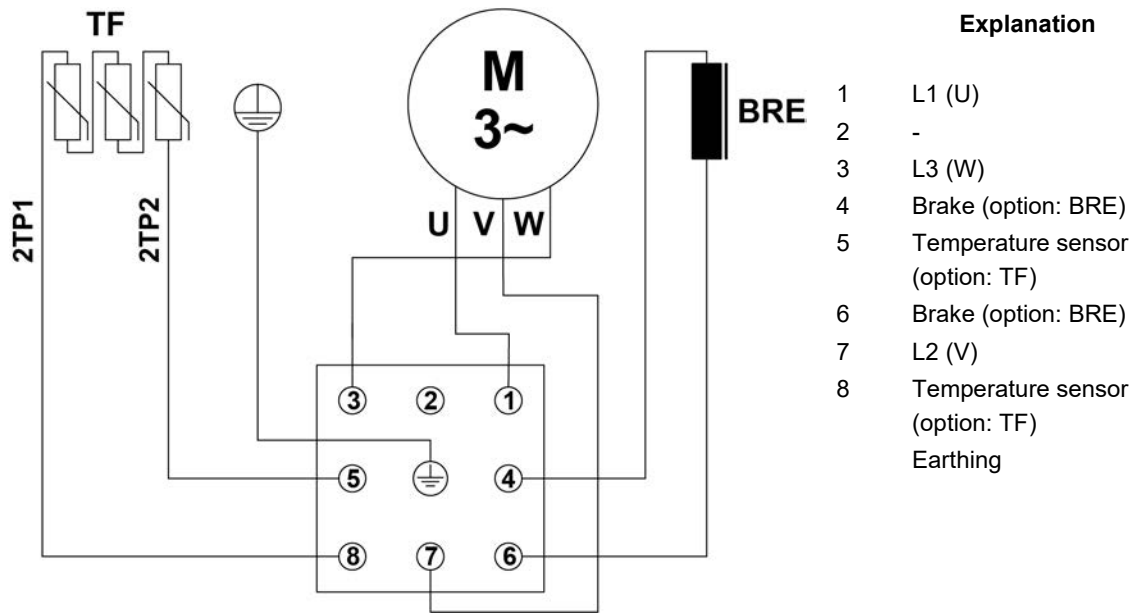 TF
M
3~
BRE
U V W
2TP1
2TP2
3 2 1
5 4
8 7 6
Explanation
1 L1 (U)
2 -
3 L3 (W)
4 Brake (option: BRE)
5 Temperature sensor
(option: TF)
6 Brake (option: BRE)
7 L2 (V)
8 Temperature sensor
(option: TF)
Earthing